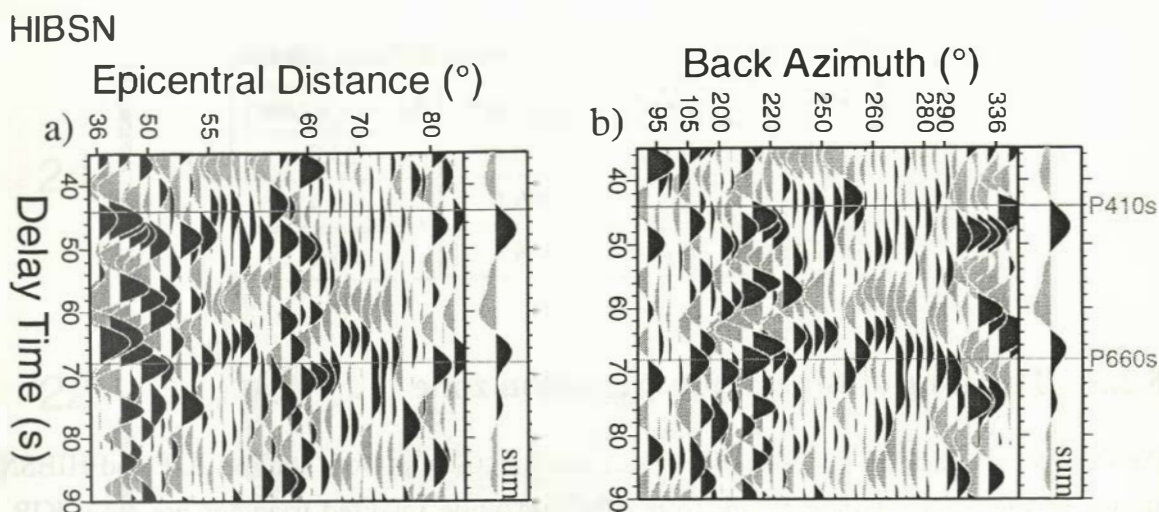 HIBSN
Epicentral Distance (°)
Back Azimuth (°)
a)
36 50 55 60 70 80
b)
95 105 200 220 250 260 280 290 336
Delay Time (s)
40
50
60
70
80
90
sum
40
50
60
70
80
90
sum
P410s
P660s